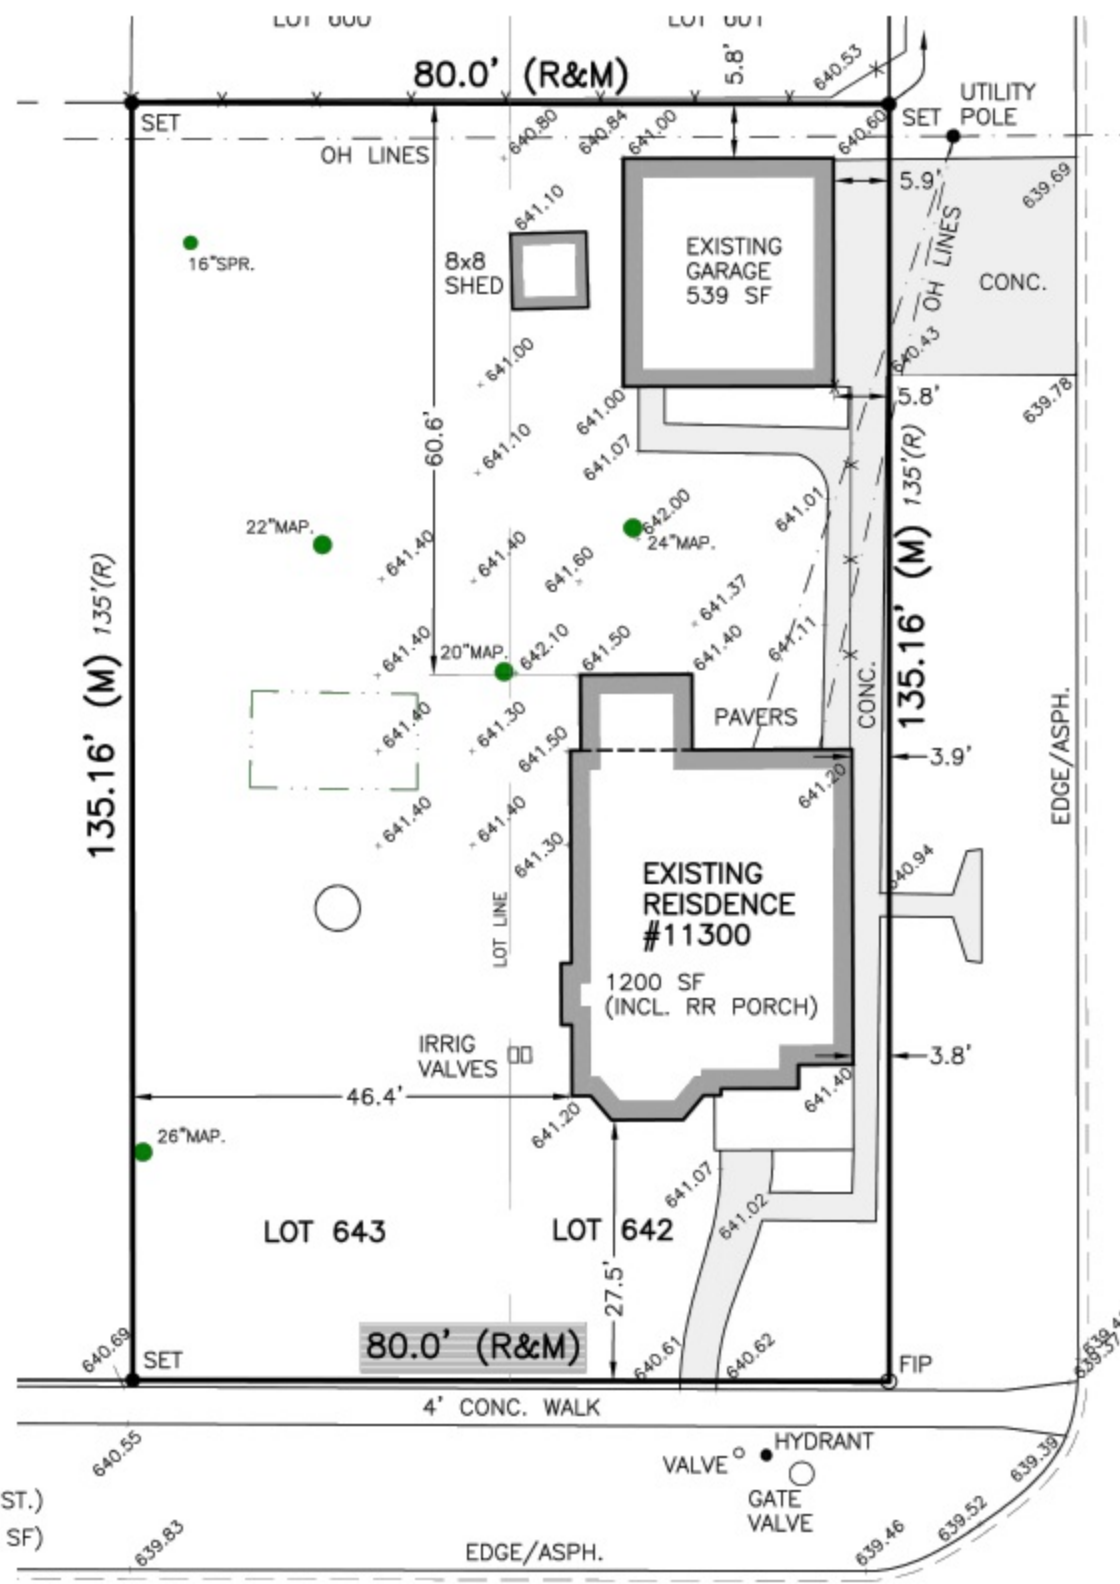 LOT 600
LOT 601
80.0' (R&M)
5.8'
640.53
SET
SET
UTILITY
POLE
OH LINES
640.80
640.84
641.00
640.60
5.9'
639.69
16"SPR.
641.10
8x8
SHED
EXISTING
GARAGE
539 SF
OH LINES
CONC.
641.00
640.43
60.6'
641.00
5.8'
639.78
641.10
641.07
135'(R)
22"MAP.
642.00
24"MAP.
641.01
641.40
641.40
641.60
641.37
135.16' (M)
135'(R)
135.16' (M)
641.40
20"MAP.
642.10
641.50
641.40
641.11
CONC.
641.40
641.30
641.50
PAVERS
3.9'
641.20
EDGE/ASPH.
641.40
641.40
641.30
640.94
LOT LINE
EXISTING
REISDENCE
#11300
1200 SF
(INCL. RR PORCH)
IRRIG
VALVES
3.8'
46.4'
641.20
641.40
26"MAP.
641.07
641.02
LOT 643
LOT 642
27.5'
80.0' (R&M)
640.69
SET
640.61
640.62
FIP
639.57
4' CONC. WALK
640.55
HYDRANT
VALVE
GATE
VALVE
639.39
ST.)
SF)
639.83
EDGE/ASPH.
639.46
639.52